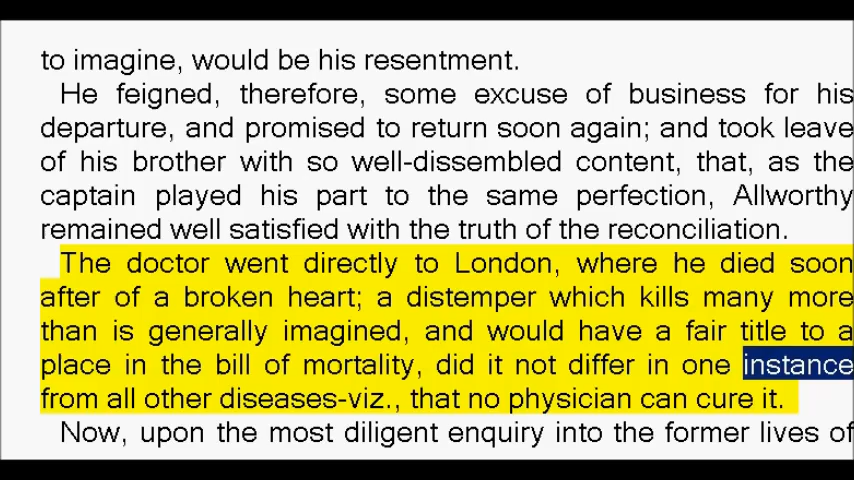 to imagine, would be his resentment.
He feigned, therefore, some excuse of business for his
departure, and promised to return soon again; and took leave
of his brother with so well-dissembled content, that, as the
captain played his part to the same perfection, Allworthy
remained well satisfied with the truth of the reconciliation.
The doctor went directly to London, where he died soon
after of a broken heart; a distemper which kills many more
than is generally imagined, and would have a fair title to a
place in the bill of mortality, did it not differ in one instance
from all other diseases-viz., that no physician can cure it.
Now, upon the most diligent enquiry into the former lives of